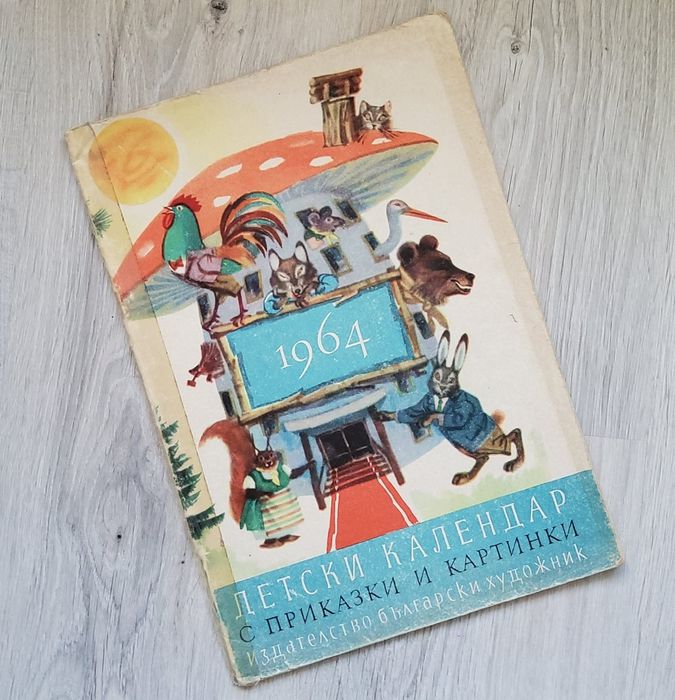 1964
ДЕТСКИ КАЛЕНДАР
С ПРИКАЗКИ И КАРТИНКИ
Издателство български художник